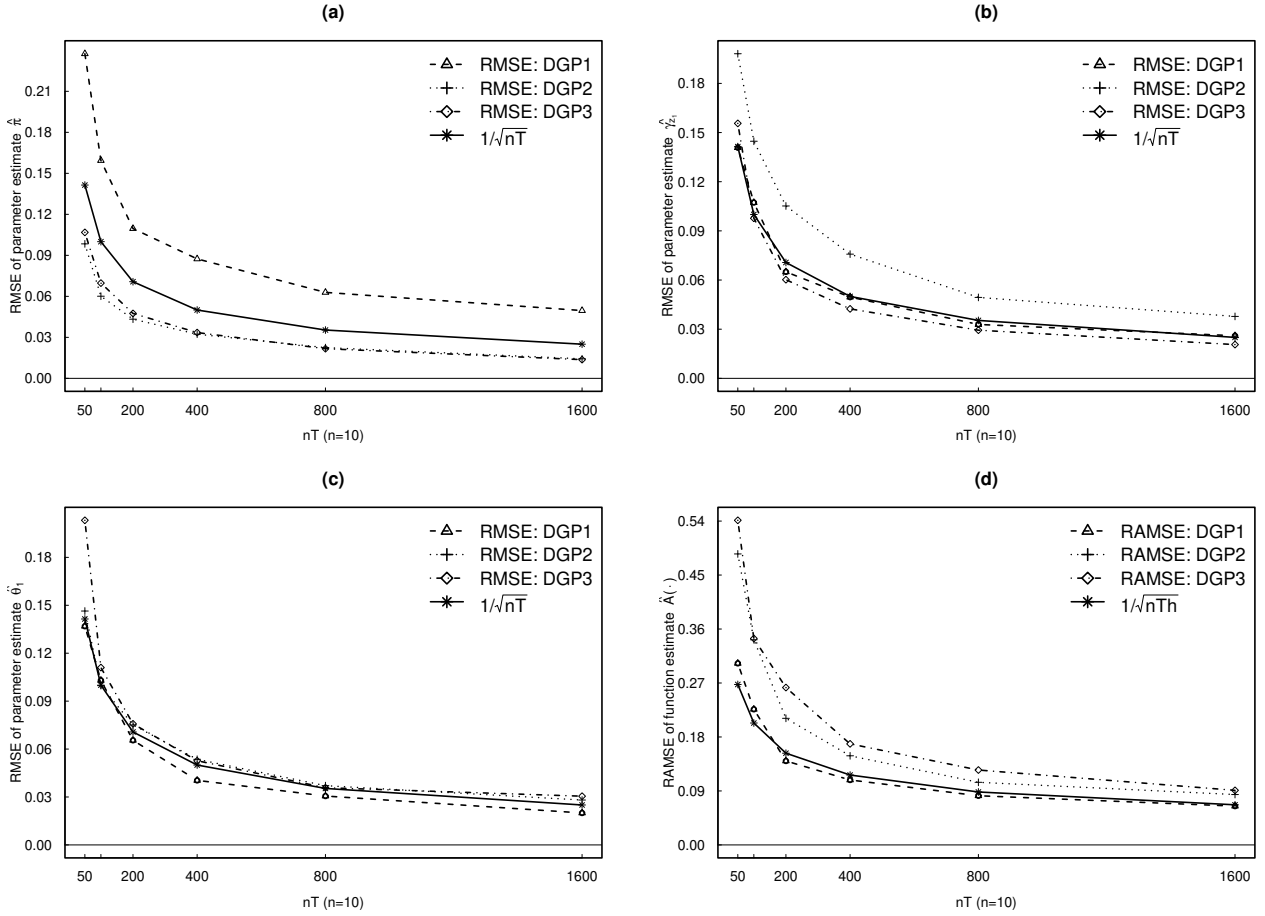 (a)
RMSE of parameter estimate π̂
0.21
0.18
0.15
0.12
0.09
0.06
0.03
0.00
RMSE: DGP1
RMSE: DGP2
RMSE: DGP3
1/√nT
50 200 400 800 1600
nT (n=10)
(b)
RMSE of parameter estimate γ̂z₁
0.18
0.15
0.12
0.09
0.06
0.03
0.00
RMSE: DGP1
RMSE: DGP2
RMSE: DGP3
1/√nT
50 200 400 800 1600
nT (n=10)
(c)
RMSE of parameter estimate θ̂₁
0.18
0.15
0.12
0.09
0.06
0.03
0.00
RMSE: DGP1
RMSE: DGP2
RMSE: DGP3
1/√nT
50 200 400 800 1600
nT (n=10)
(d)
RAMSE of function estimate Â(·)
0.54
0.45
0.36
0.27
0.18
0.09
0.00
RAMSE: DGP1
RAMSE: DGP2
RAMSE: DGP3
1/√nTh
50 200 400 800 1600
nT (n=10)